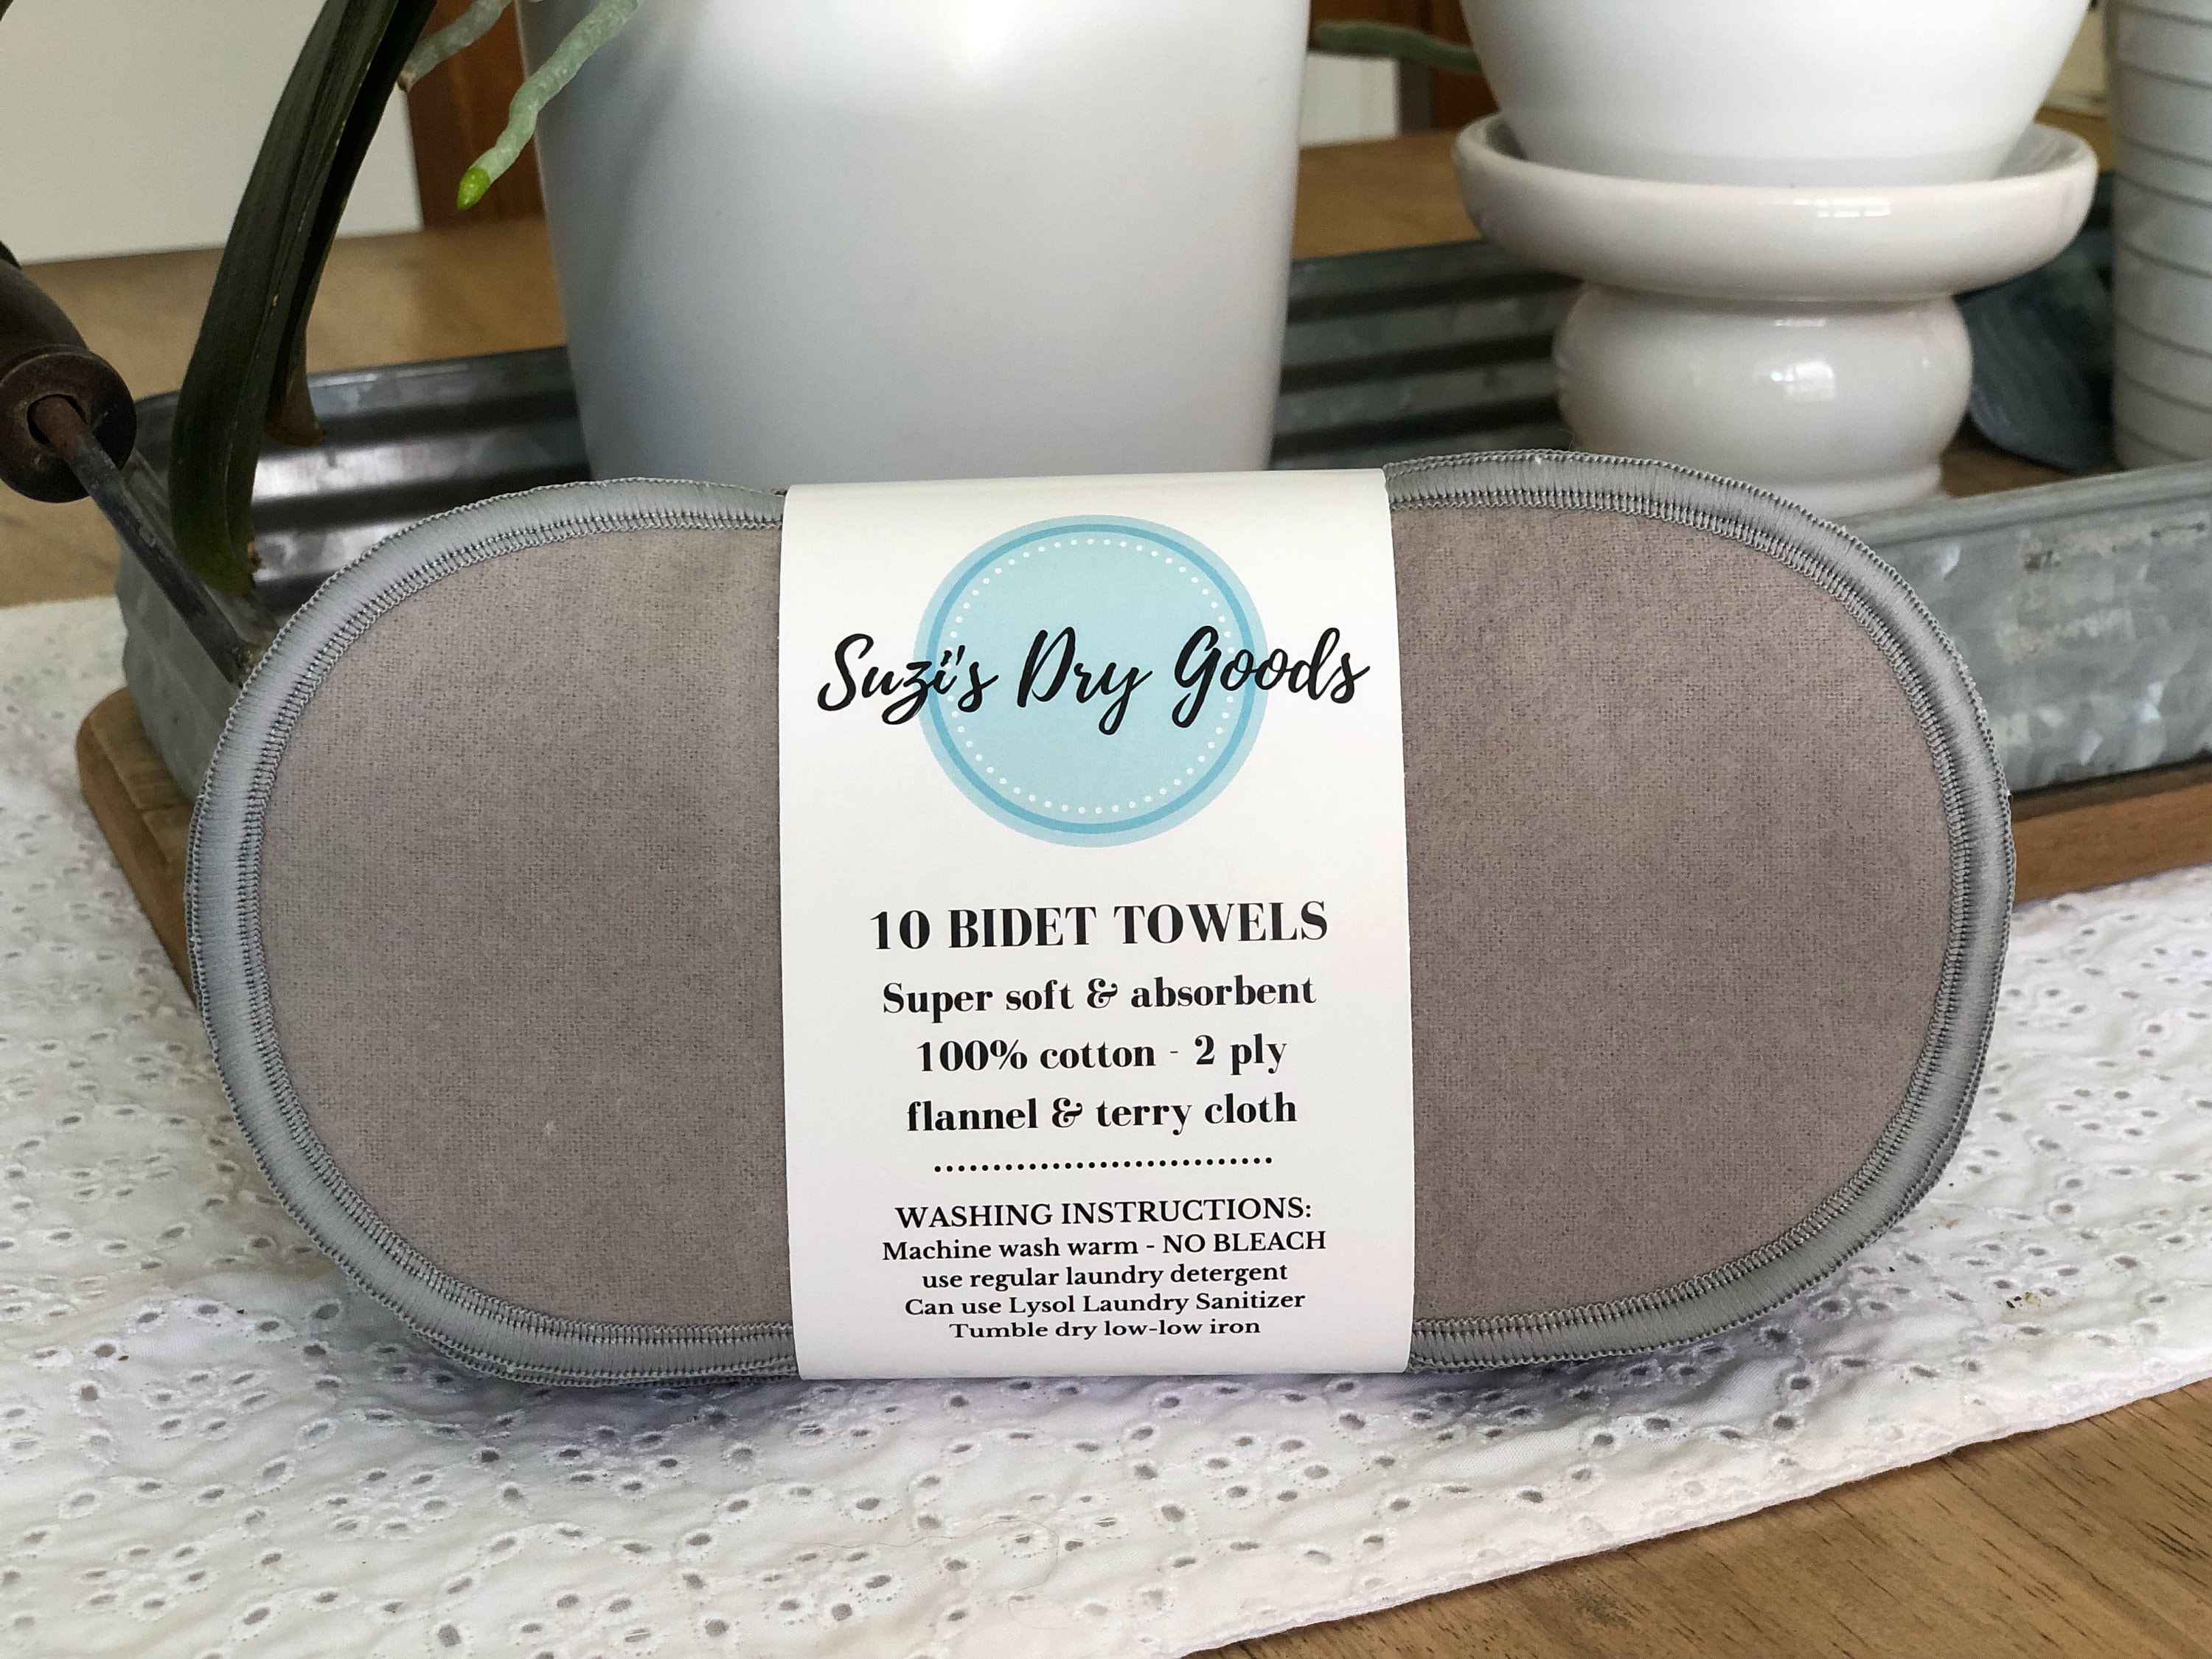 Suzi's Dry Goods
10 BIDET TOWELS
Super soft & absorbent
100% cotton - 2 ply
flannel & terry cloth
WASHING INSTRUCTIONS:
Machine wash warm - NO BLEACH
use regular laundry detergent
Can use Lysol Laundry Sanitizer
Tumble dry low-low iron